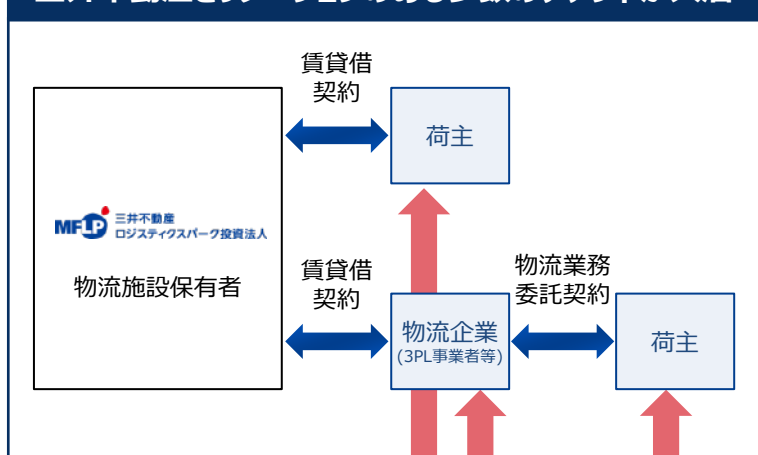 賃貸借
契約
荷主
MFLP 三井不動産
ロジスティクスパーク投資法人
物流施設保有者
賃貸借
契約
物流業務
委託契約
物流企業
(3PL事業者等)
荷主